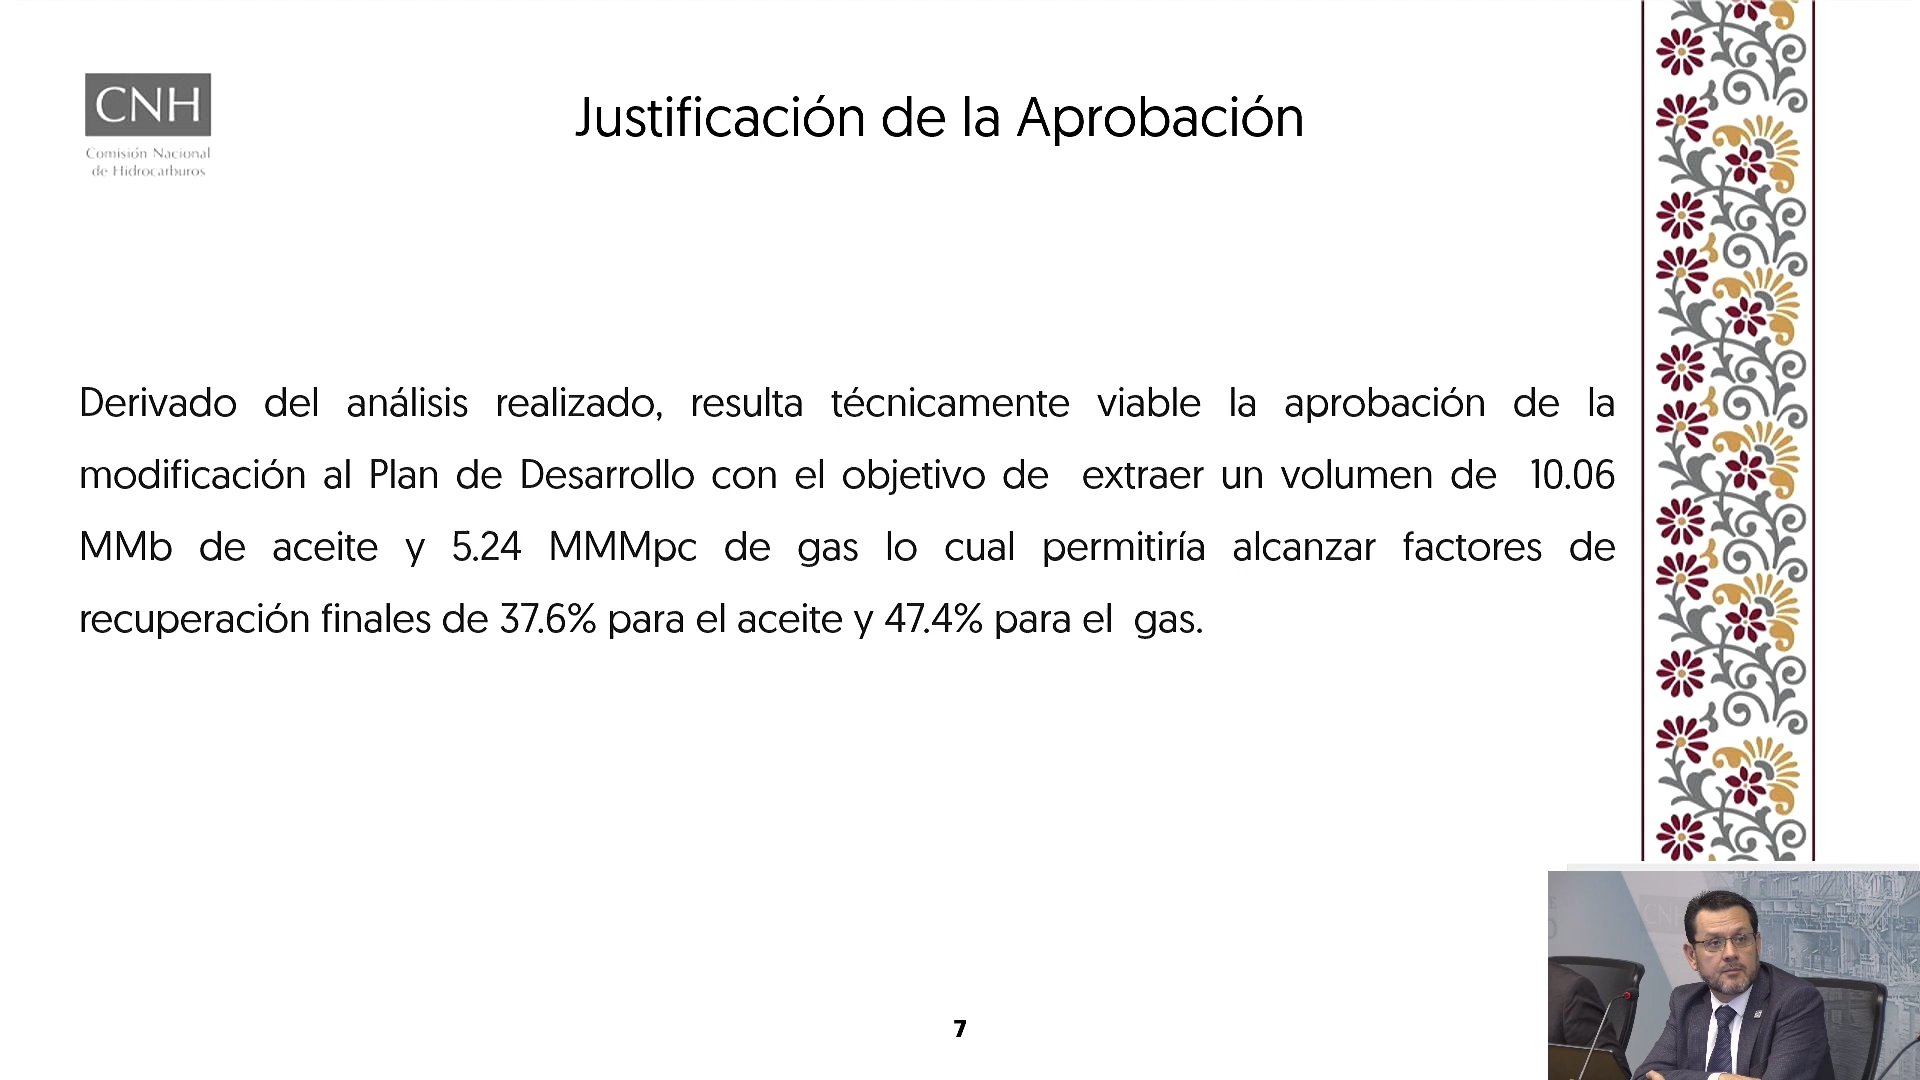 CNH
Comisión Nacional
de Hidrocarburos
Justificación de la Aprobación
Derivado del análisis realizado, resulta técnicamente viable la aprobación de la
modificación al Plan de Desarrollo con el objetivo de extraer un volumen de 10.06
MMb de aceite y 5.24 MMMpc de gas lo cual permitiría alcanzar factores de
recuperación finales de 37.6% para el aceite y 47.4% para el gas.
7
CNH